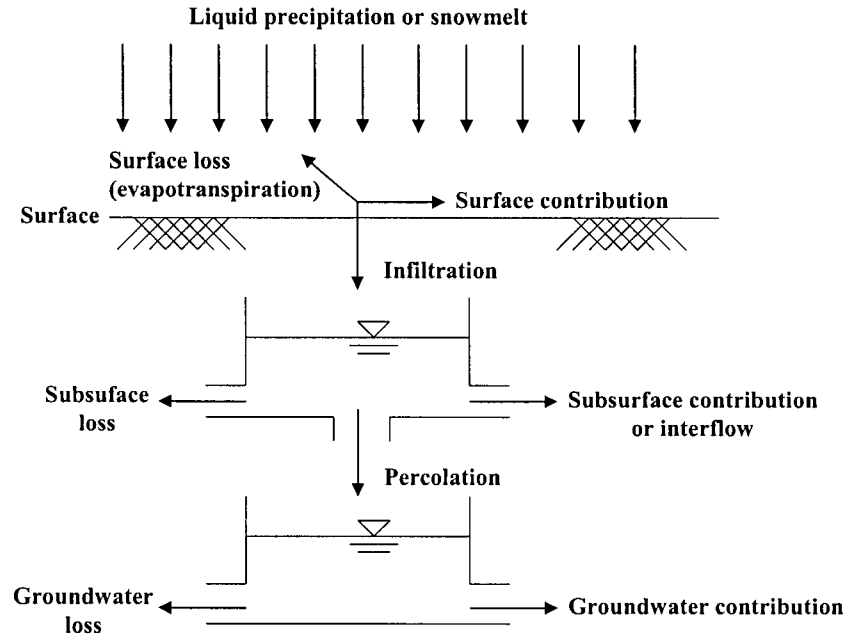 Liquid precipitation or snowmelt
Surface loss
(evapotranspiration)
Surface contribution
Surface
Infiltration
Subsuface
loss
Subsurface contribution
or interflow
Percolation
Groundwater
loss
Groundwater contribution